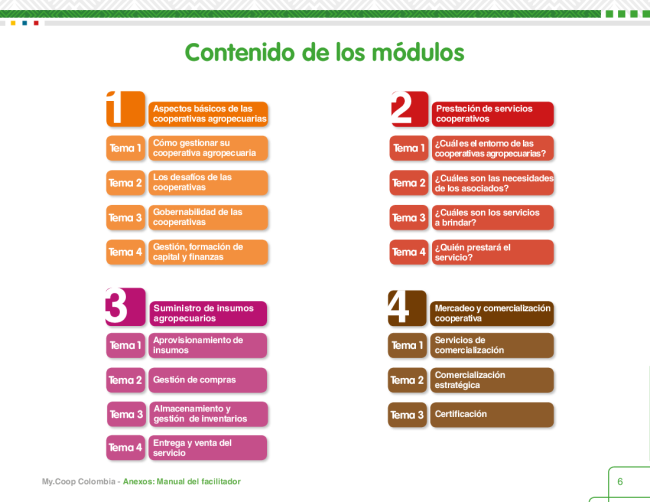 Contenido de los módulos
1
Aspectos básicos de las
cooperativas agropecuarias
Tema 1
Cómo gestionar su
cooperativa agropecuaria
Tema 2
Los desafíos de las
cooperativas
Tema 3
Gobernabilidad de las
cooperativas
Tema 4
Gestión, formación de
capital y finanzas
2
Prestación de servicios
cooperativos
Tema 1
¿Cuál es el entorno de las
cooperativas agropecuarias?
Tema 2
¿Cuáles son las necesidades
de los asociados?
Tema 3
¿Cuáles son los servicios
a brindar?
Tema 4
¿Quién prestará el
servicio?
3
Suministro de insumos
agropecuarios
Tema 1
Aprovisionamiento de
insumos
Tema 2
Gestión de compras
Tema 3
Almacenamiento y
gestión de inventarios
Tema 4
Entrega y venta del
servicio
4
Mercadeo y comercialización
cooperativa
Tema 1
Servicios de
comercialización
Tema 2
Comercialización
estratégica
Tema 3
Certificación
My.Coop Colombia - Anexos: Manual del facilitador
6